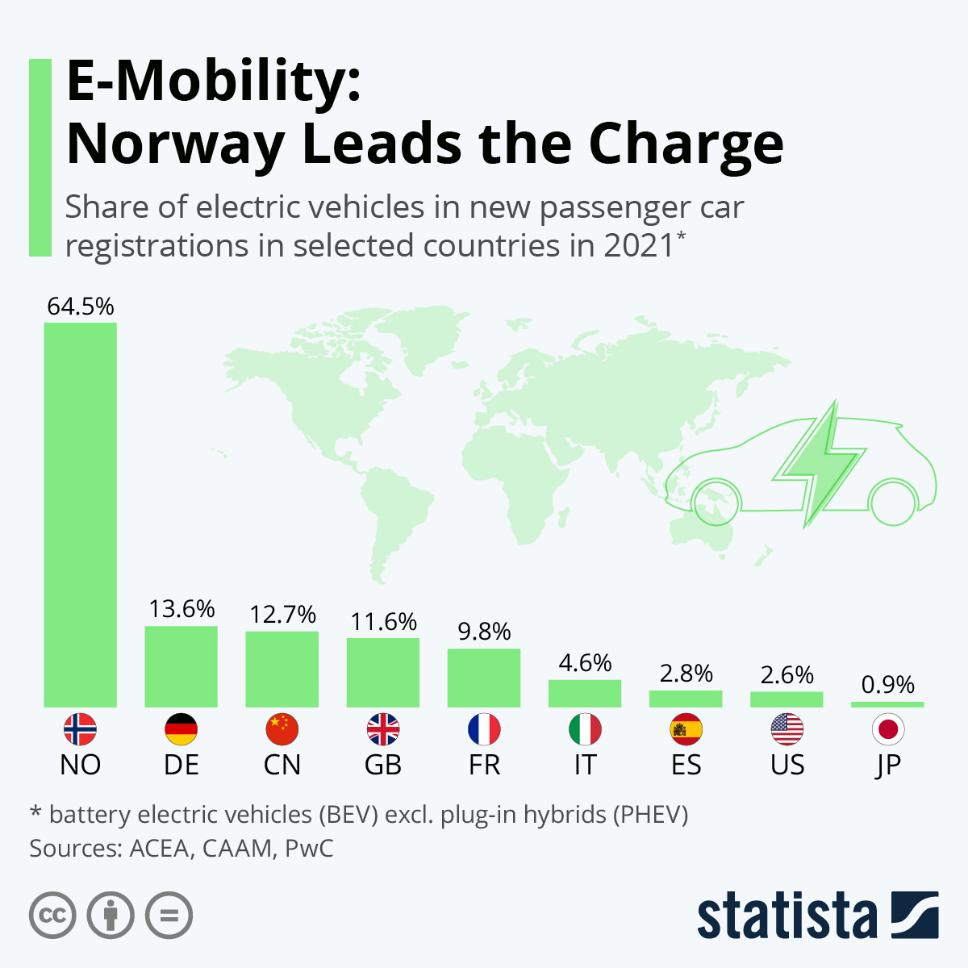 E-Mobility:
Norway Leads the Charge
Share of electric vehicles in new passenger car
registrations in selected countries in 2021*
64.5%
13.6%
12.7%
11.6%
9.8%
4.6%
2.8%
2.6%
0.9%
NO
DE
CN
GB
FR
IT
ES
US
JP
* battery electric vehicles (BEV) excl. plug-in hybrids (PHEV)
Sources: ACEA, CAAM, PwC
cc
=
statista